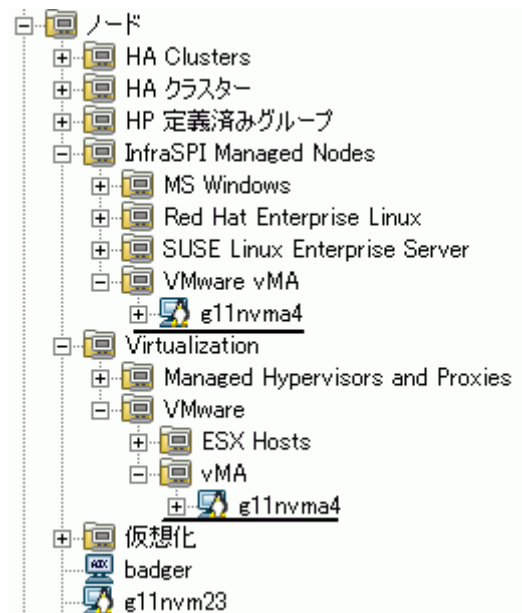 ノード
HA Clusters
HA クラスター
HP 定義済みグループ
InfraSPI Managed Nodes
MS Windows
Red Hat Enterprise Linux
SUSE Linux Enterprise Server
VMware vMA
g11nvma4
Virtualization
Managed Hypervisors and Proxies
VMware
ESX Hosts
vMA
g11nvma4
仮想化
AIX badger
g11nvm23